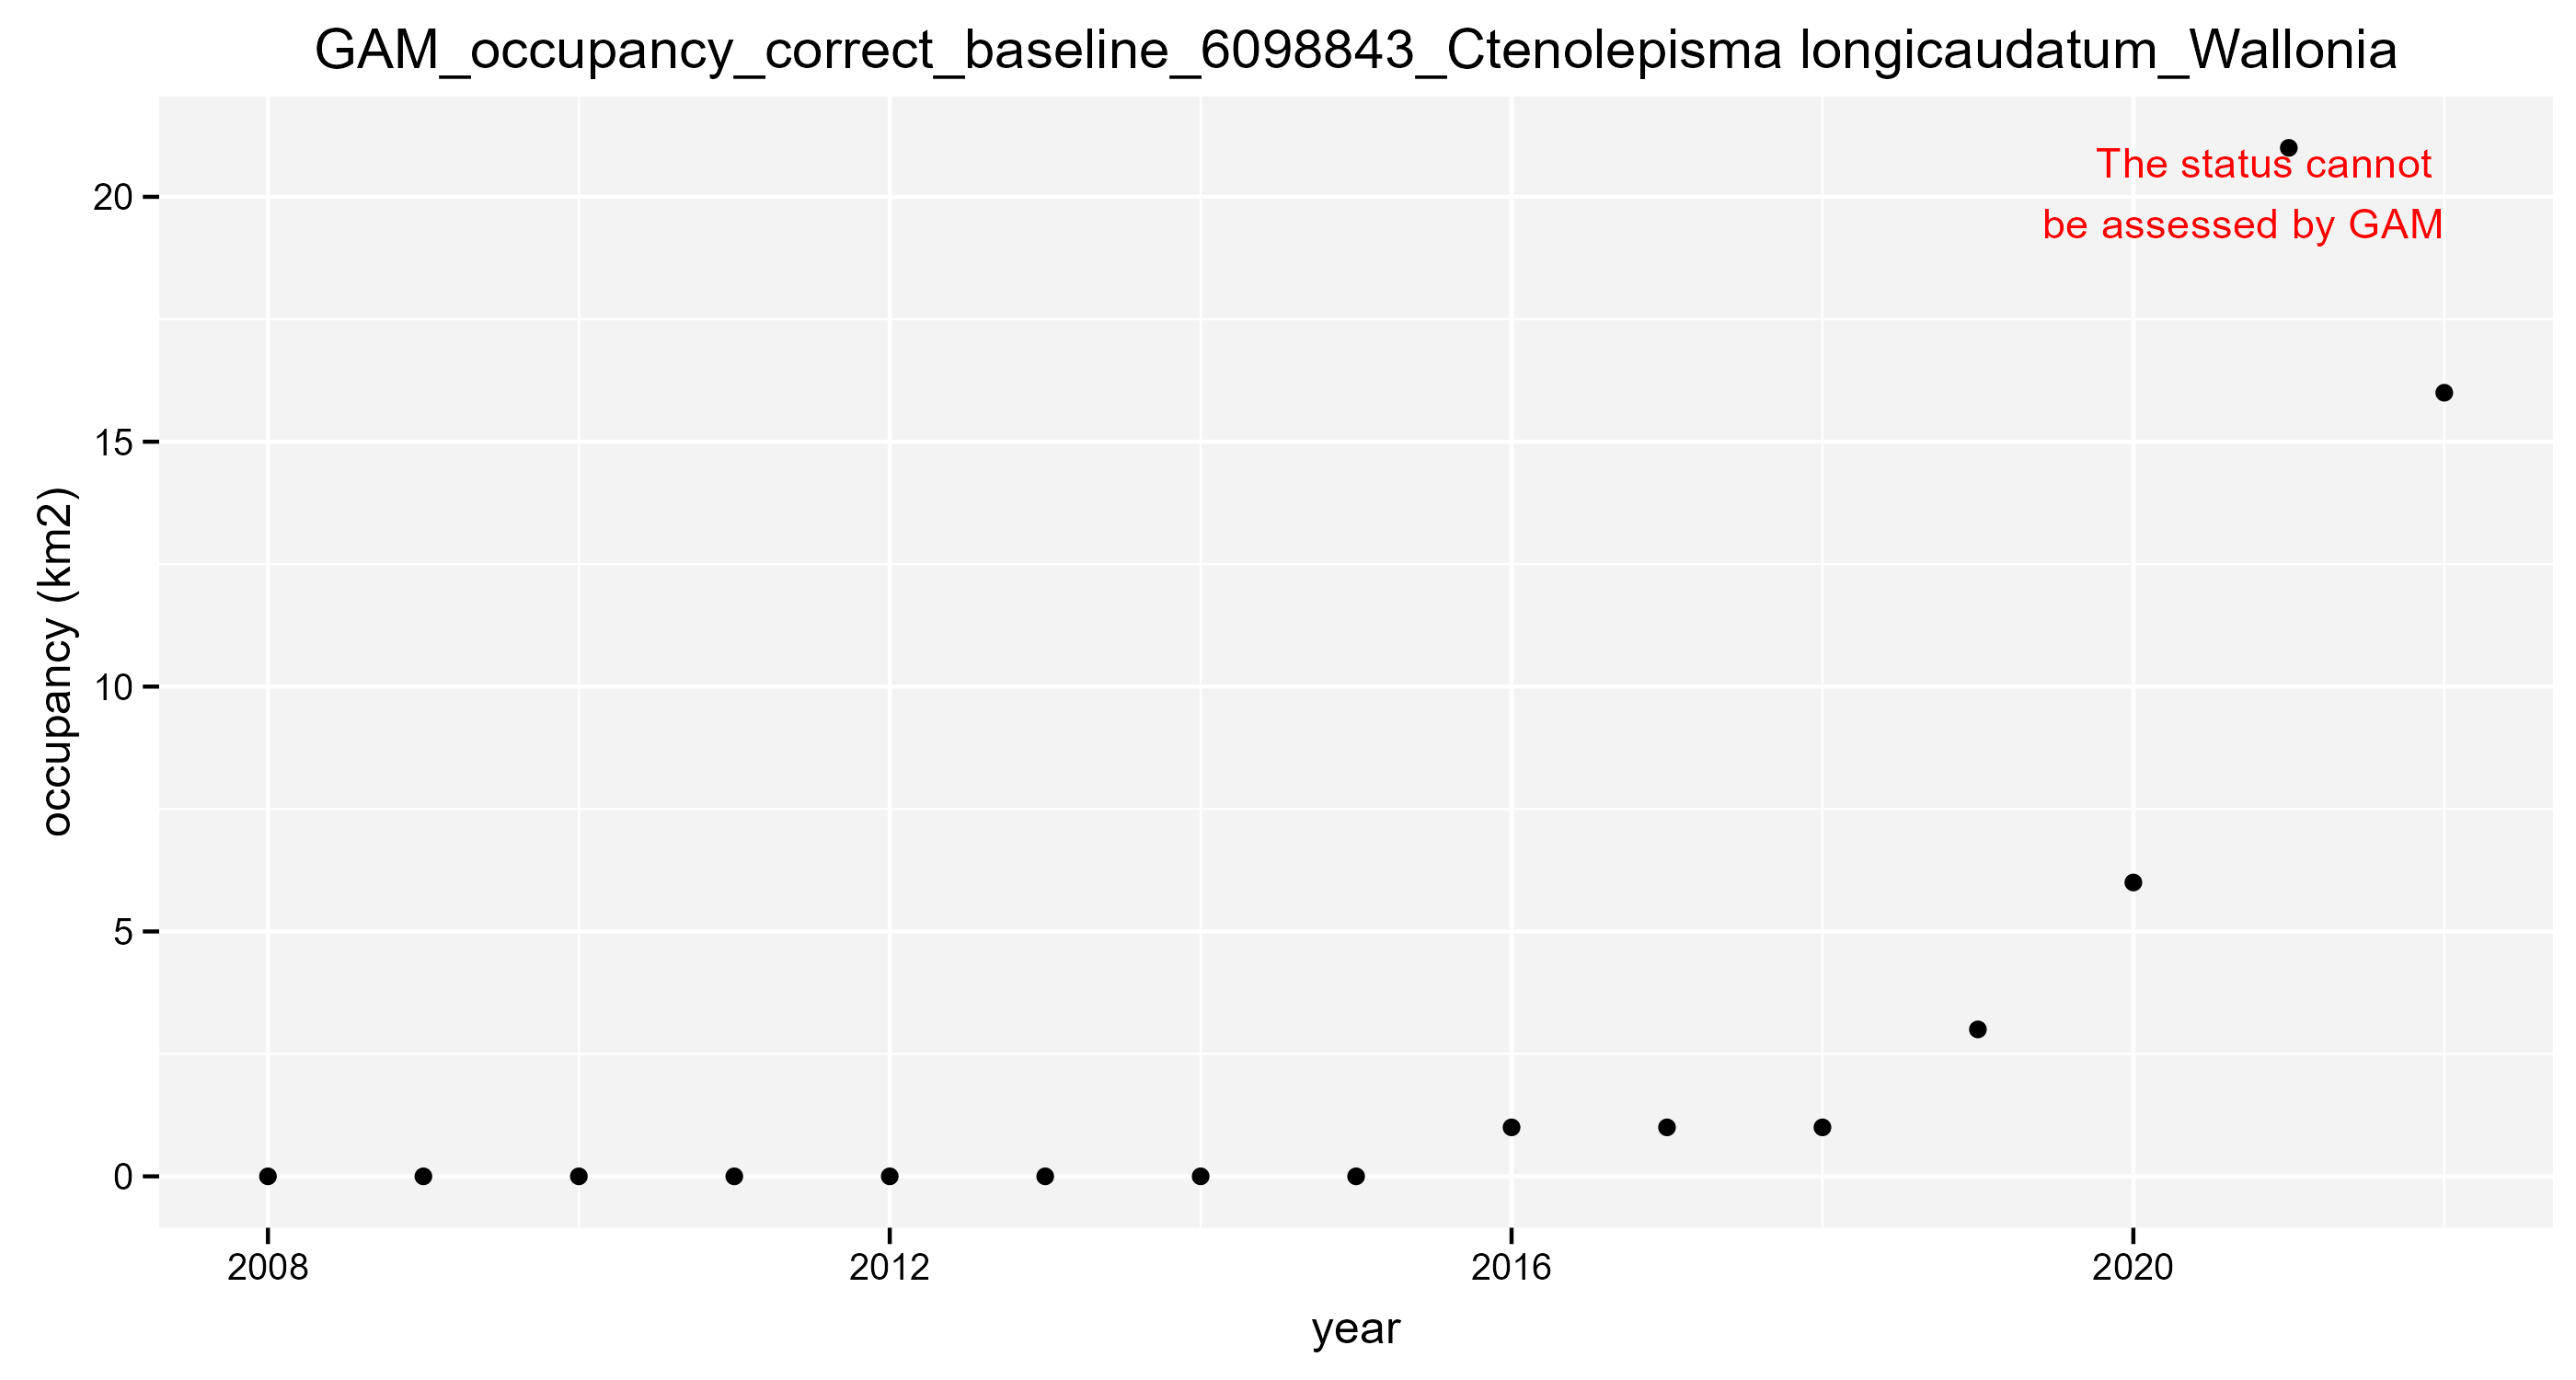 GAM_occupancy_correct_baseline_6098843_Ctenolepisma longicaudatum_Wallonia
The status cannot
be assessed by GAM
occupancy (km2)
20
15
10
5
0
2008 2012 2016 2020
year